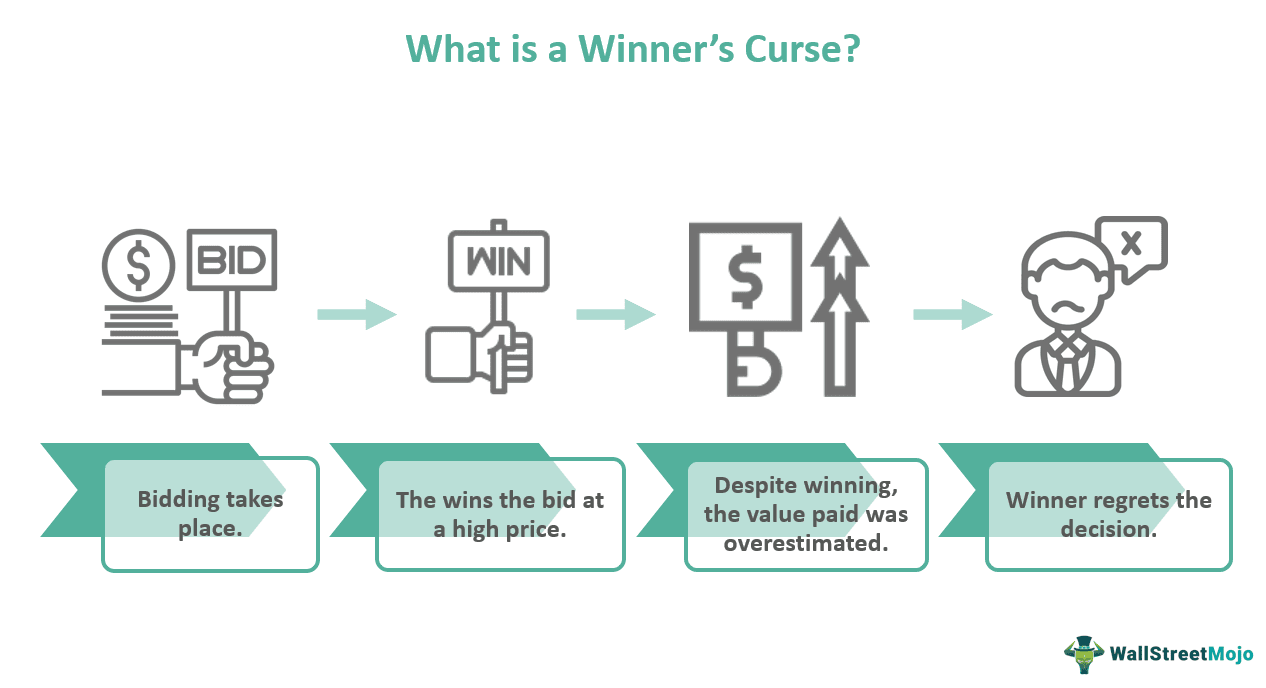 What is a Winner’s Curse?
$
BID
WIN
$
X
Bidding takes
place.
The wins the bid at
a high price.
Despite winning,
the value paid was
overestimated.
Winner regrets the
decision.
WallStreetMojo